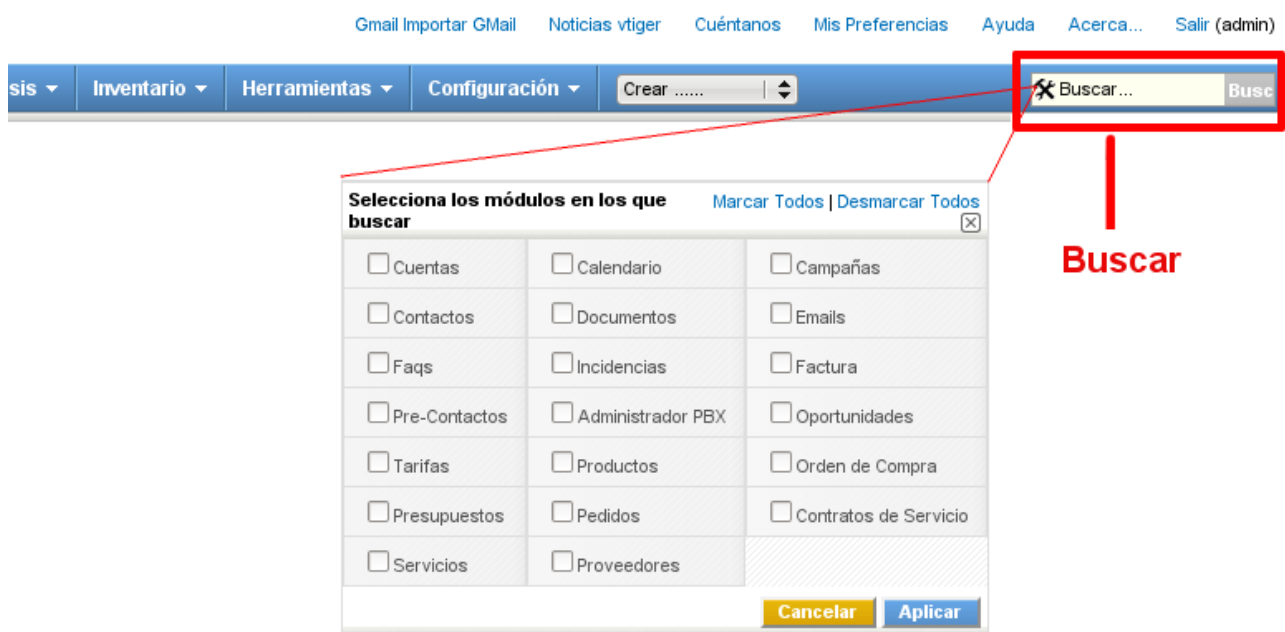 Gmail Importar GMail Noticias vtiger Cuéntanos Mis Preferencias Ayuda Acerca... Salir (admin)
sis Inventario Herramientas Configuración Crear ...... Buscar... Busc
Selecciona los módulos en los que buscar Marcar Todos | Desmarcar Todos
Buscar
Cuentas Calendario Campañas
Contactos Documentos Emails
Faqs Incidencias Factura
Pre-Contactos Administrador PBX Oportunidades
Tarifas Productos Orden de Compra
Presupuestos Pedidos Contratos de Servicio
Servicios Proveedores
Cancelar Aplicar